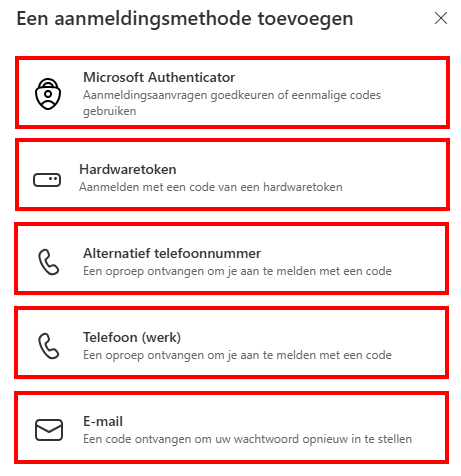 Een aanmeldingsmethode toevoegen
Microsoft Authenticator
Aanmeldingsaanvragen goedkeuren of eenmalige codes
gebruiken
Hardwaretoken
Aanmelden met een code van een hardwaretoken
Alternatief telefoonnummer
Een oproep ontvangen om je aan te melden met een code
Telefoon (werk)
Een oproep ontvangen om je aan te melden met een code
E-mail
Een code ontvangen om uw wachtwoord opnieuw in te stellen